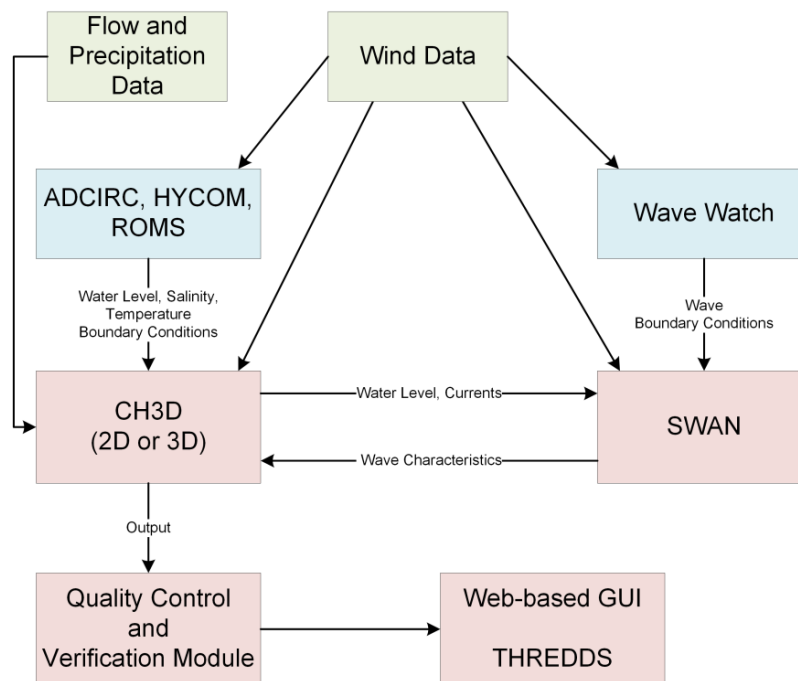 Flow and
Precipitation
Data
Wind Data
ADCIRC, HYCOM,
ROMS
Wave Watch
Water Level, Salinity,
Temperature
Boundary Conditions
Wave
Boundary Conditions
CH3D
(2D or 3D)
Water Level, Currents
SWAN
Wave Characteristics
Output
Quality Control
and
Verification Module
Web-based GUI
THREDDS